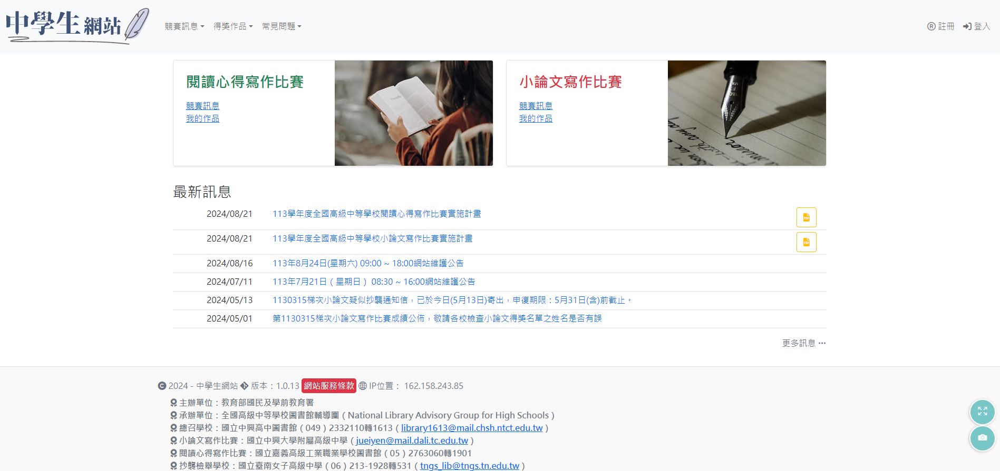 中學生網站
競賽訊息 得獎作品 常見問題 註冊 登入
閱讀心得寫作比賽
競賽訊息
我的作品
小論文寫作比賽
競賽訊息
我的作品
最新訊息
2024/08/21 113學年度全國高級中等學校閱讀心得寫作比賽實施計畫
2024/08/21 113學年度全國高級中等學校小論文寫作比賽實施計畫
2024/08/16 113年8月24日(星期六) 09:00 ~ 18:00網站維護公告
2024/07/11 113年7月21日（星期日） 08:30 ~ 16:00網站維護公告
2024/05/13 1130315梯次小論文疑似抄襲通知信，已於今日(5月13日)寄出，申復期限：5月31日(含)前截止。
2024/05/01 第1130315梯次小論文寫作比賽成績公佈，敬請各校檢查小論文得獎名單之姓名是否有誤
更多訊息
2024 - 中學生網站 版本：1.0.13 網站服務條款 IP位置： 162.158.243.85
主辦單位：教育部國民及學前教育署
承辦單位：全國高級中等學校圖書館輔導團（National Library Advisory Group for High Schools）
總召學校：國立中興高中圖書館（049）2332110轉1613（library1613@mail.chsh.ntct.edu.tw）
小論文寫作比賽：國立中興大學附屬高級中學（jueiyen@mail.dali.tc.edu.tw）
閱讀心得寫作比賽：國立嘉義高級工業職業學校圖書館（05）2763060轉1901
抄襲檢舉學校：國立臺南女子高級中學（06）213-1928轉531（tngs_lib@tngs.tn.edu.tw）